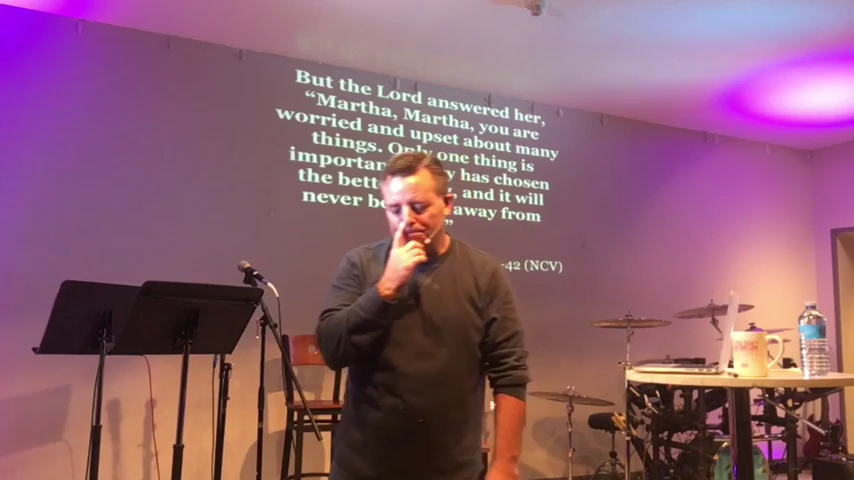 But the Lord answered her,
“Martha, Martha, you are
worried and upset about many
things. Only one thing is
has chosen
the and it will
never away from
”
-42 (NCV)